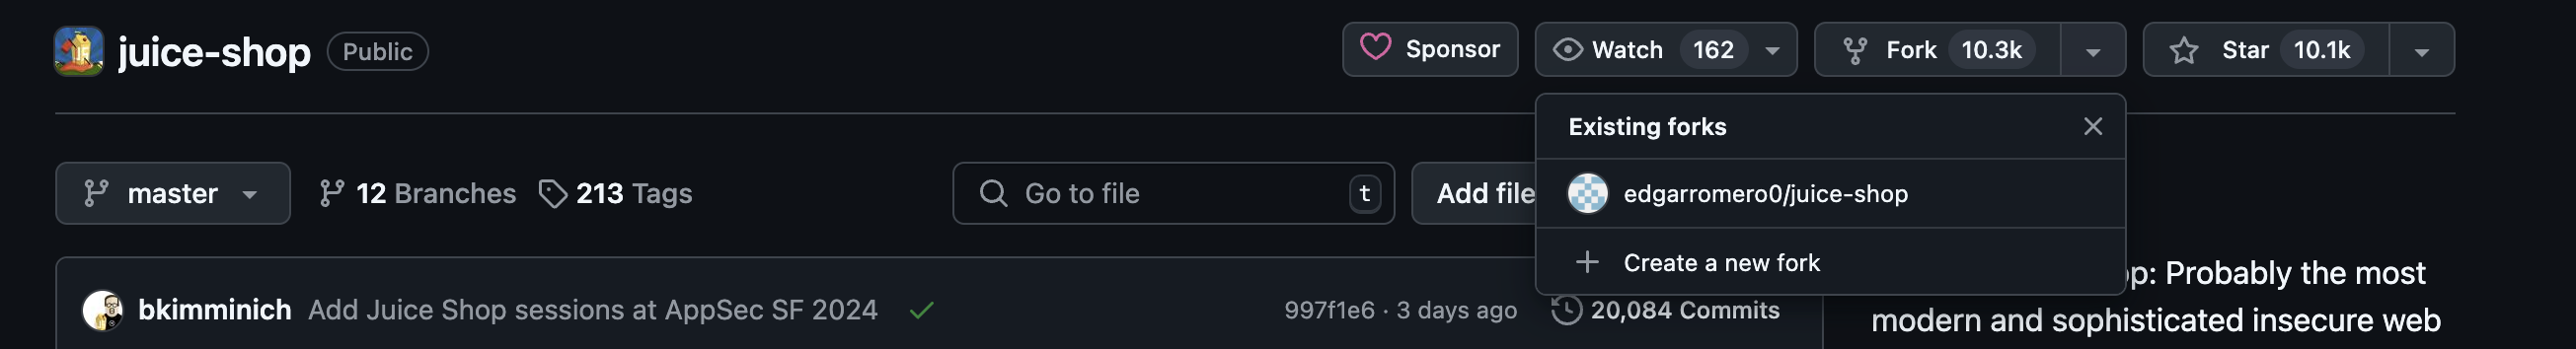 juice-shop Public Sponsor Watch 162 Fork 10.3k Star 10.1k
Existing forks
master 12 Branches 213 Tags Go to file t Add file edgarromero0/juice-shop
Create a new fork
op: Probably the most
bkimminich Add Juice Shop sessions at AppSec SF 2024 997f1e6 · 3 days ago 20,084 Commits
modern and sophisticated insecure web